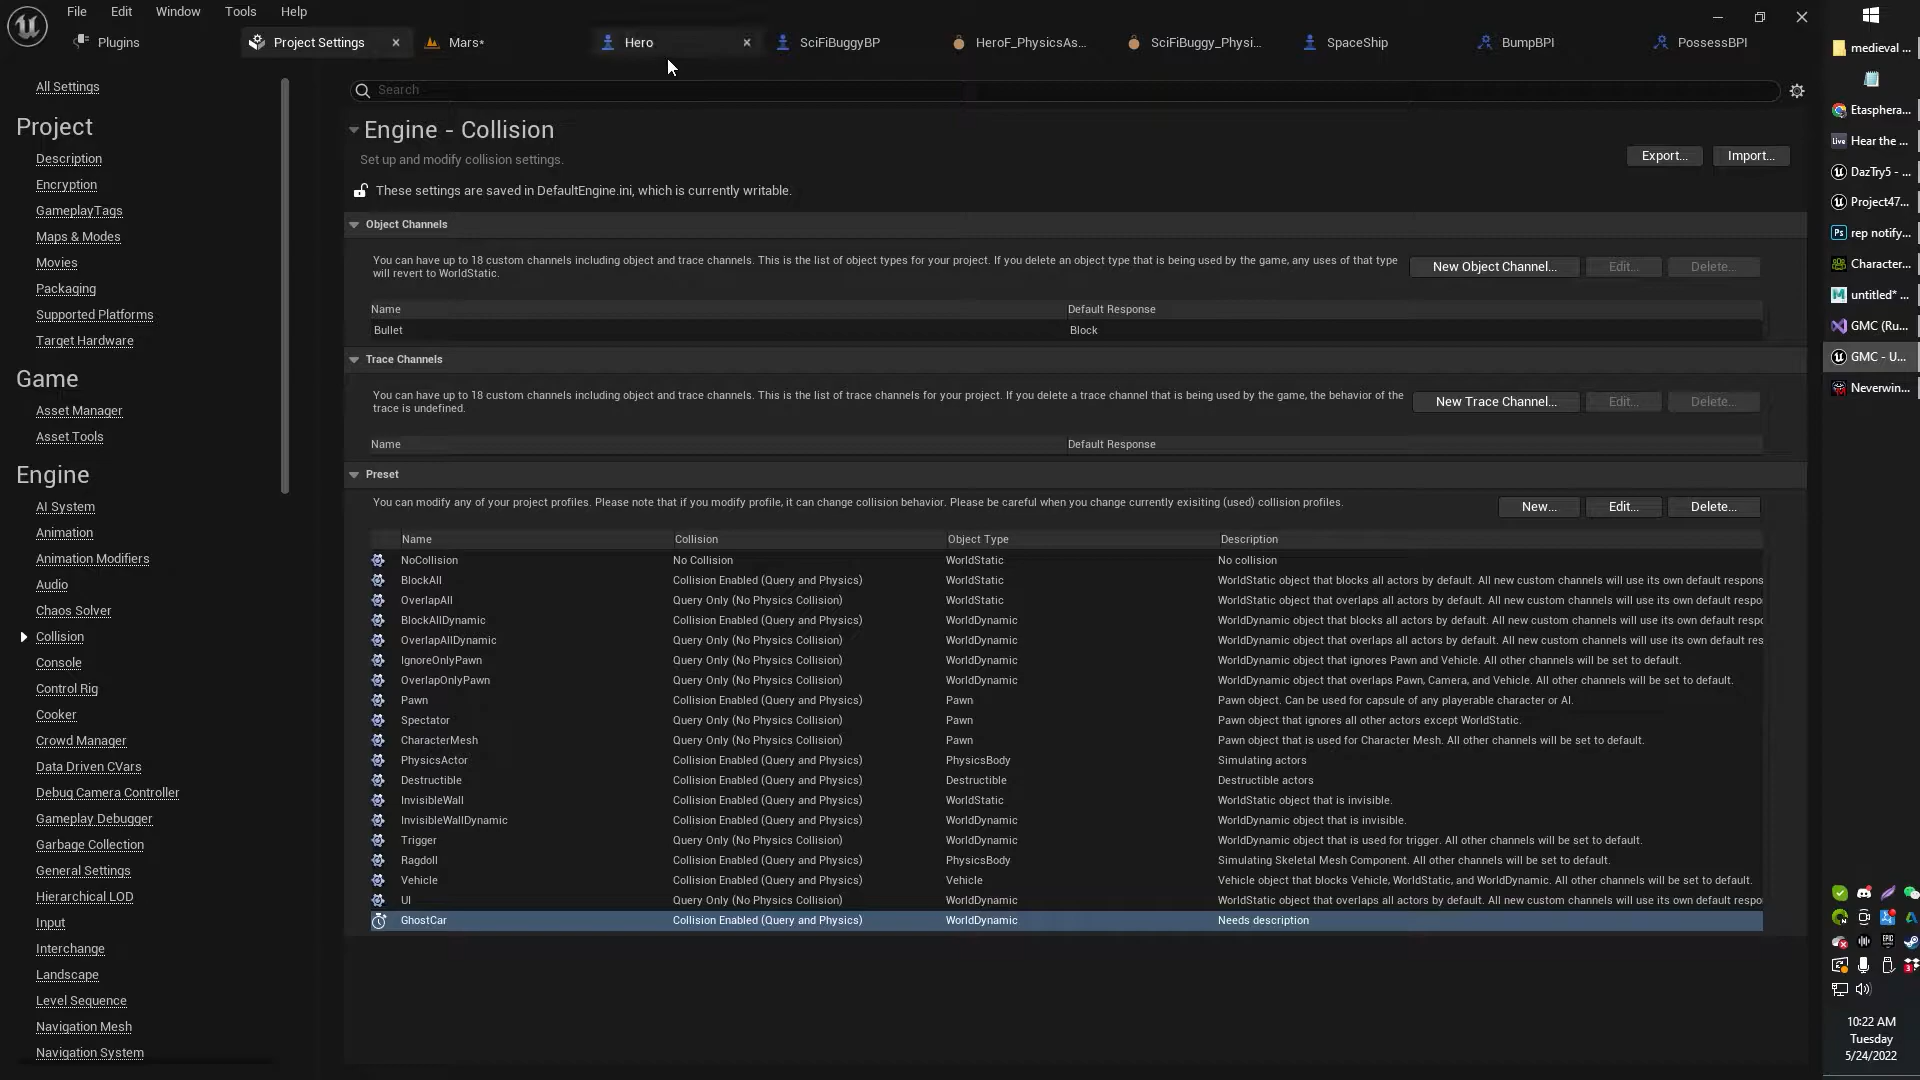 File Edit Window Tools Help
Plugins
Project Settings
Mars*
Hero
SciFiBuggyBP
HeroF_PhysicsAs...
SciFiBuggy_Physi...
SpaceShip
BumpBPI
PossessBPI
All Settings
Project
Description
Encryption
GameplayTags
Maps & Modes
Movies
Packaging
Supported Platforms
Target Hardware
Game
Asset Manager
Asset Tools
Engine
AI System
Animation
Animation Modifiers
Audio
Chaos Solver
Collision
Console
Control Rig
Cooker
Crowd Manager
Data Driven CVars
Debug Camera Controller
Gameplay Debugger
Garbage Collection
General Settings
Hierarchical LOD
Input
Interchange
Landscape
Level Sequence
Navigation Mesh
Navigation System
Search
Engine - Collision
Set up and modify collision settings.
Export... Import...
These settings are saved in DefaultEngine.ini, which is currently writable.
Object Channels
You can have up to 18 custom channels including object and trace channels. This is the list of object types for your project. If you delete an object type that is being used by the game, any uses of that type
will revert to WorldStatic.
New Object Channel... Edit... Delete...
Name Default Response
Bullet Block
Trace Channels
You can have up to 18 custom channels including object and trace channels. This is the list of trace channels for your project. If you delete a trace channel that is being used by the game, the behavior of the
trace is undefined.
New Trace Channel... Edit... Delete...
Name Default Response
Preset
You can modify any of your project profiles. Please note that if you modify profile, it can change collision behavior. Please be careful when you change currently exisiting (used) collision profiles.
New... Edit... Delete...
Name Collision Object Type Description
NoCollision No Collision WorldStatic No collision
BlockAll Collision Enabled (Query and Physics) WorldStatic WorldStatic object that blocks all actors by default. All new custom channels will use its own default respons
OverlapAll Query Only (No Physics Collision) WorldStatic WorldStatic object that overlaps all actors by default. All new custom channels will use its own default respo
BlockAllDynamic Collision Enabled (Query and Physics) WorldDynamic WorldDynamic object that blocks all actors by default. All new custom channels will use its own default respo
OverlapAllDynamic Query Only (No Physics Collision) WorldDynamic WorldDynamic object that overlaps all actors by default. All new custom channels will use its own default res
IgnoreOnlyPawn Query Only (No Physics Collision) WorldDynamic WorldDynamic object that ignores Pawn and Vehicle. All other channels will be set to default.
OverlapOnlyPawn Query Only (No Physics Collision) WorldDynamic WorldDynamic object that overlaps Pawn, Camera, and Vehicle. All other channels will be set to default.
Pawn Collision Enabled (Query and Physics) Pawn Pawn object. Can be used for capsule of any playerable character or AI.
Spectator Query Only (No Physics Collision) Pawn Pawn object that ignores all other actors except WorldStatic.
CharacterMesh Query Only (No Physics Collision) Pawn Pawn object that is used for Character Mesh. All other channels will be set to default.
PhysicsActor Collision Enabled (Query and Physics) PhysicsBody Simulating actors
Destructible Collision Enabled (Query and Physics) Destructible Destructible actors
InvisibleWall Collision Enabled (Query and Physics) WorldStatic WorldStatic object that is invisible.
InvisibleWallDynamic Collision Enabled (Query and Physics) WorldDynamic WorldDynamic object that is invisible.
Trigger Query Only (No Physics Collision) WorldDynamic WorldDynamic object that is used for trigger. All other channels will be set to default.
Ragdoll Collision Enabled (Query and Physics) PhysicsBody Simulating Skeletal Mesh Component. All other channels will be set to default.
Vehicle Collision Enabled (Query and Physics) Vehicle Vehicle object that blocks Vehicle, WorldStatic, and WorldDynamic. All other channels will be set to default.
UI Query Only (No Physics Collision) WorldDynamic WorldStatic object that overlaps all actors by default. All new custom channels will use its own default respo
GhostCar Collision Enabled (Query and Physics) WorldDynamic Needs description
medieval ...
Etasphera...
Live Hear the ...
DazTry5 - ...
Project47...
Ps rep notify...
Character...
M untitled* ...
GMC (Ru...
GMC - U...
Neverwin...
10:22 AM
Tuesday
5/24/2022